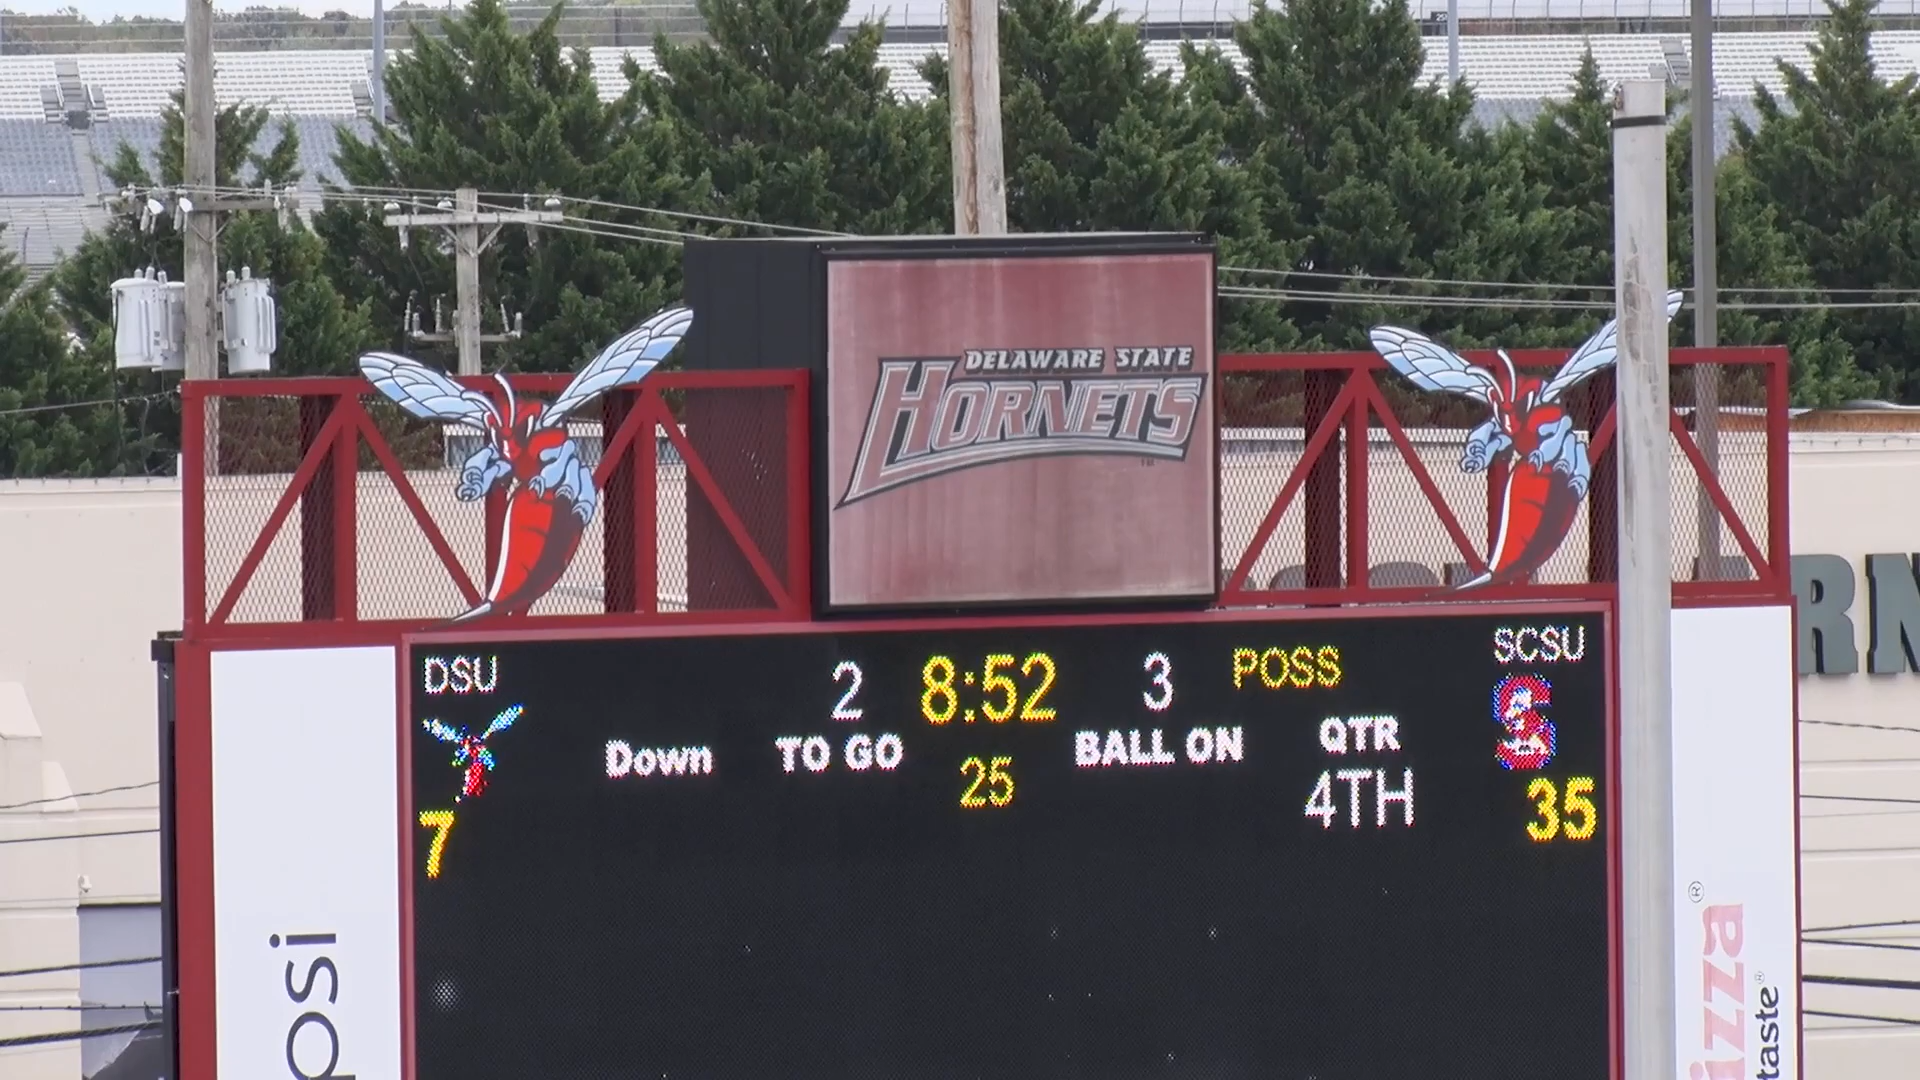 DELAWARE STATE
HORNETS
DSU
2
8:52
3
POSS
SCSU
Down
TO GO
25
BALL ON
QTR
4TH
7
35
psi
izza®
taste
RN